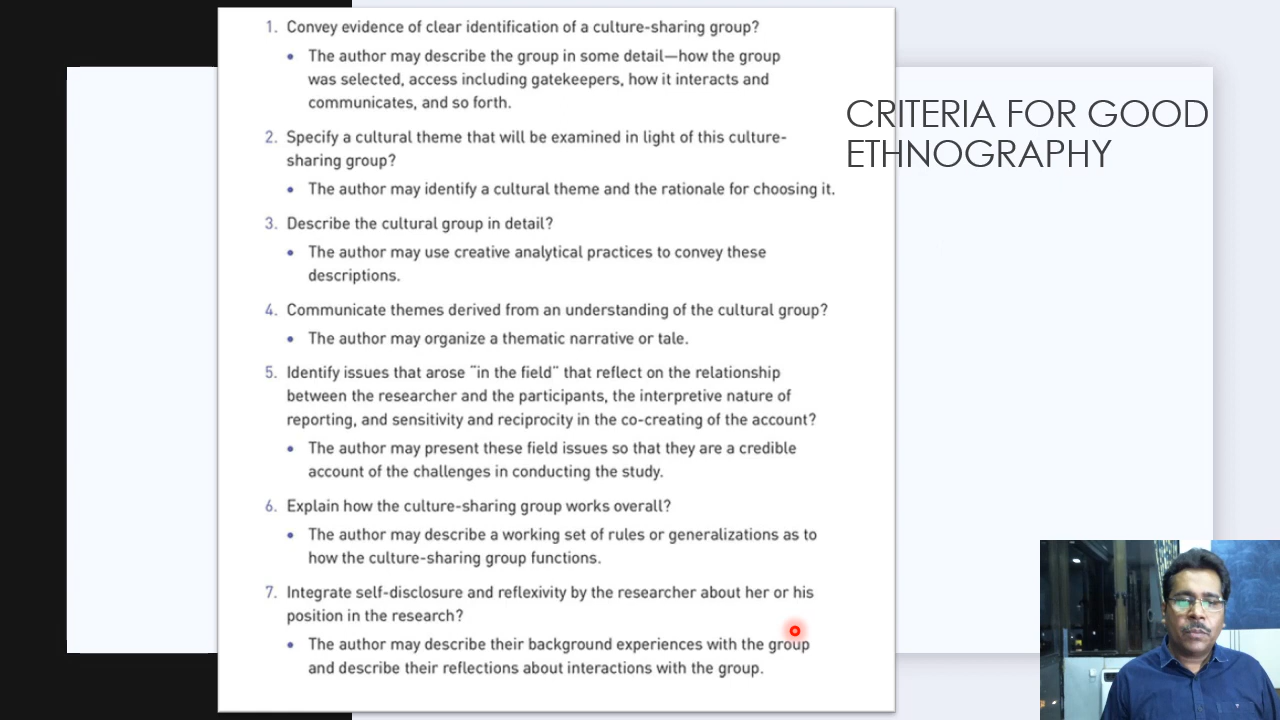 1. Convey evidence of clear identification of a culture-sharing group?
• The author may describe the group in some detail—how the group
was selected, access including gatekeepers, how it interacts and
communicates, and so forth.
2. Specify a cultural theme that will be examined in light of this culture-
sharing group?
• The author may identify a cultural theme and the rationale for choosing it.
3. Describe the cultural group in detail?
• The author may use creative analytical practices to convey these
descriptions.
4. Communicate themes derived from an understanding of the cultural group?
• The author may organize a thematic narrative or tale.
5. Identify issues that arose “in the field” that reflect on the relationship
between the researcher and the participants, the interpretive nature of
reporting, and sensitivity and reciprocity in the co-creating of the account?
• The author may present these field issues so that they are a credible
account of the challenges in conducting the study.
6. Explain how the culture-sharing group works overall?
• The author may describe a working set of rules or generalizations as to
how the culture-sharing group functions.
7. Integrate self-disclosure and reflexivity by the researcher about her or his
position in the research?
• The author may describe their background experiences with the group
and describe their reflections about interactions with the group.
CRITERIA FOR GOOD
ETHNOGRAPHY